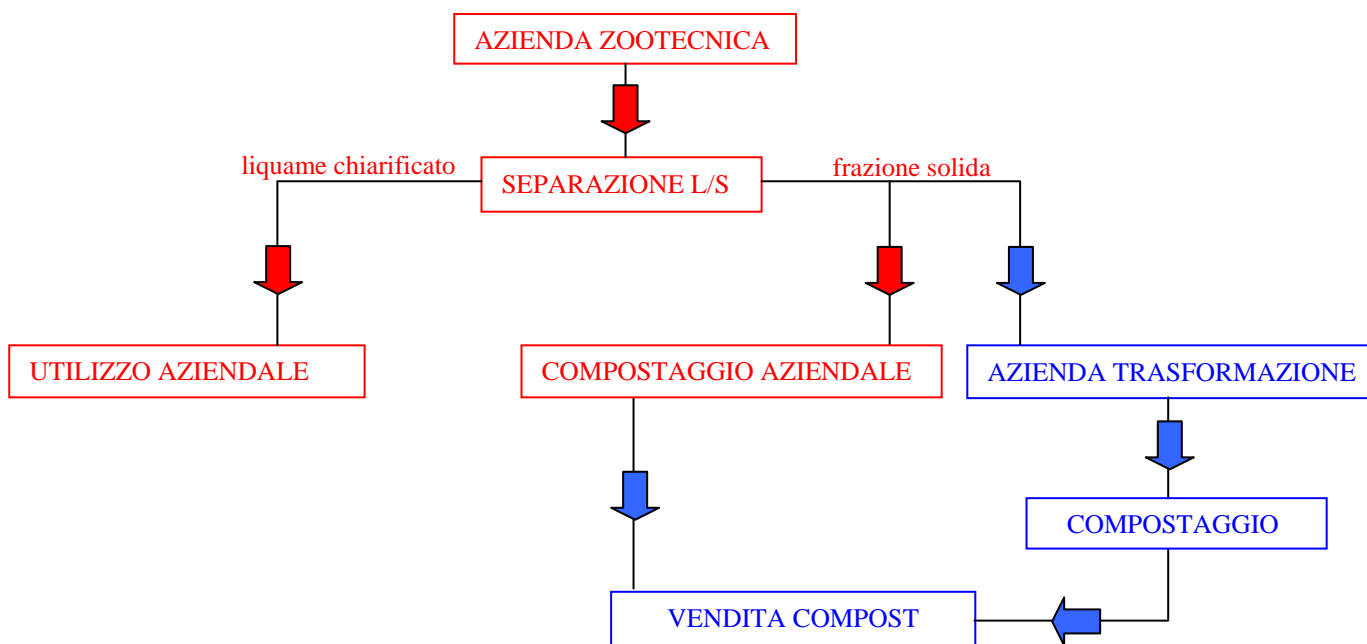 AZIENDA ZOOTECNICA
liquame chiarificato
SEPARAZIONE L/S
frazione solida
UTILIZZO AZIENDALE
COMPOSTAGGIO AZIENDALE
AZIENDA TRASFORMAZIONE
COMPOSTAGGIO
VENDITA COMPOST